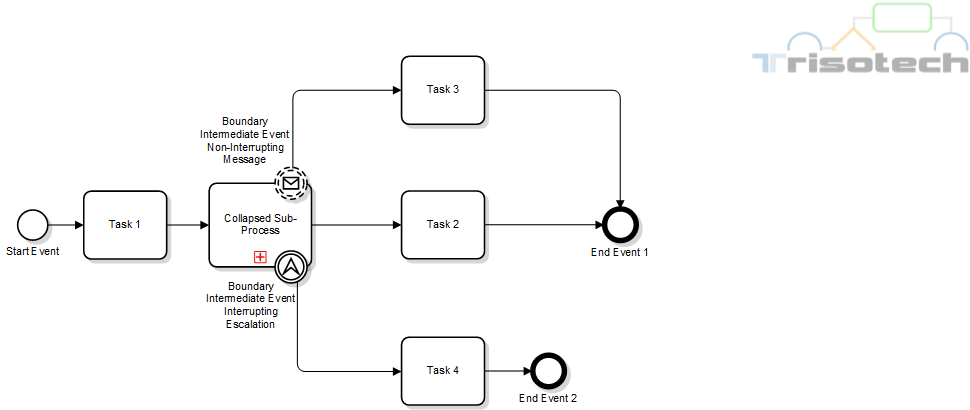 Trisotech
Task 3
Boundary
Intermediate Event
Non-Interrupting
Message
Start Event
Task 1
Collapsed Sub-
Process
Task 2
End Event 1
Boundary
Intermediate Event
Interrupting
Escalation
Task 4
End Event 2